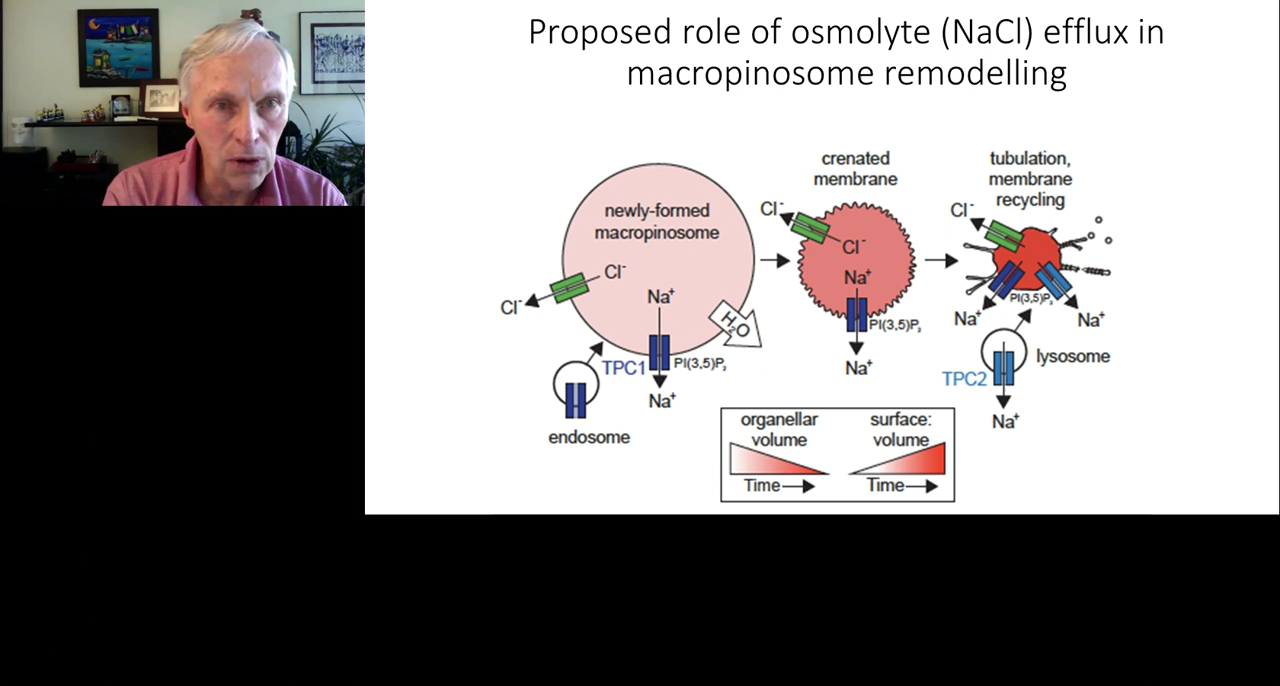 Proposed role of osmolyte (NaCl) efflux in
macropinosome remodelling
newly-formed
macropinosome
Cl⁻
Cl⁻
Na⁺
H₂O
TPC1
PI(3,5)P₂
Na⁺
endosome
crenated
membrane
Cl⁻
Cl⁻
Na⁺
PI(3,5)P₂
Na⁺
tubulation,
membrane
recycling
Cl⁻
PI(3,5)P₂
Na⁺
Na⁺
lysosome
TPC2
Na⁺
organellar
volume
Time
surface:
volume
Time